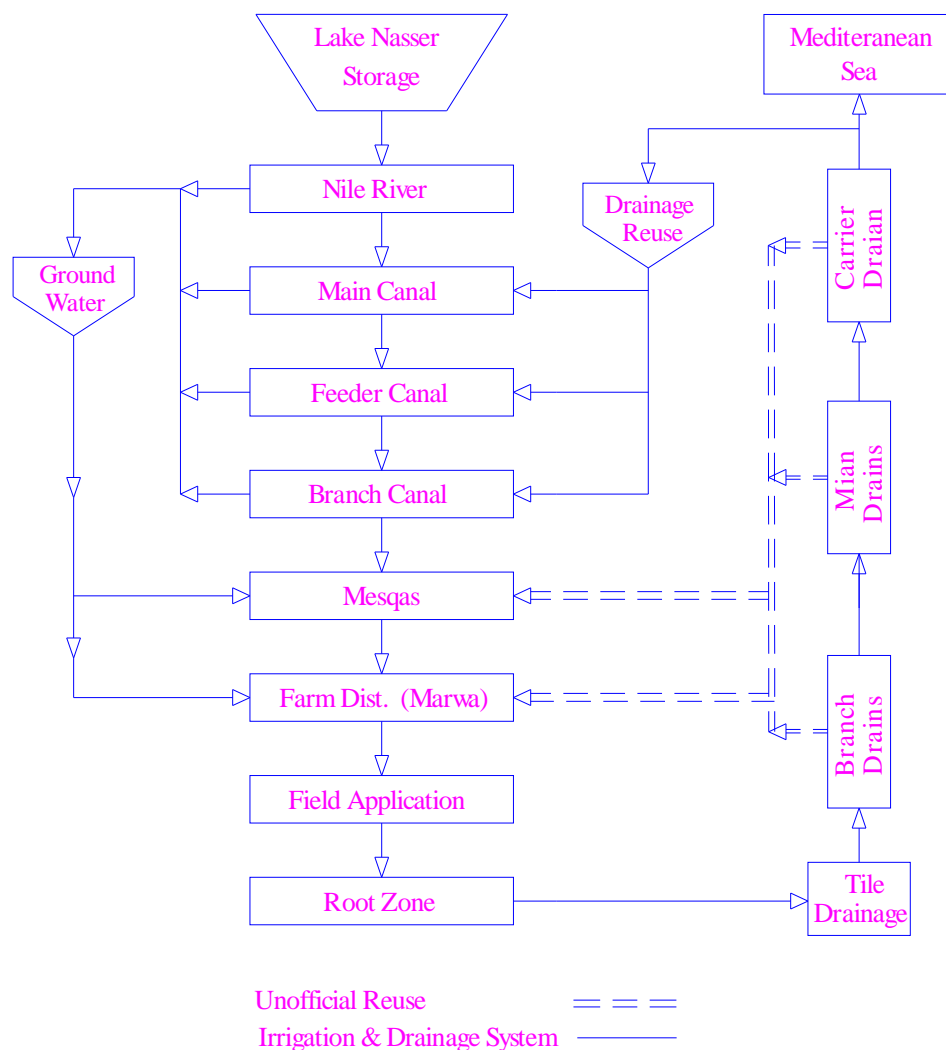 Lake Nasser
Storage
Mediteranean
Sea
Nile River
Drainage
Reuse
Carrier
Draian
Ground
Water
Main Canal
Feeder Canal
Branch Canal
Mian
Drains
Mesqas
Farm Dist. (Marwa)
Branch
Drains
Field Application
Root Zone
Tile
Drainage
Unofficial Reuse
Irrigation & Drainage System